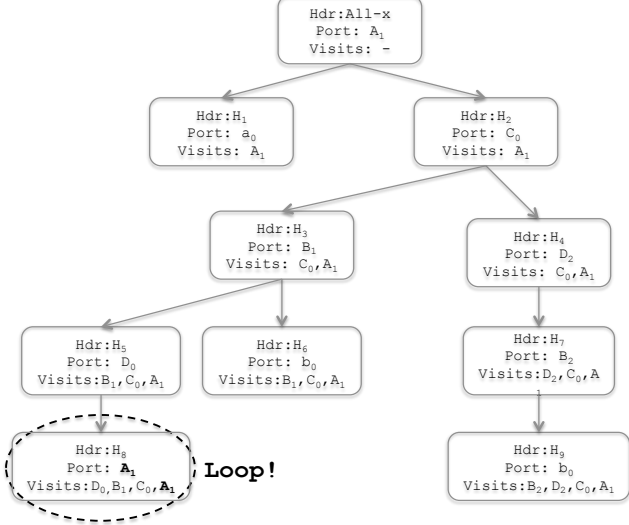 Hdr:All-x
Port: A₁
Visits: -
Hdr:H₁
Port: a₀
Visits: A₁
Hdr:H₂
Port: C₀
Visits: A₁
Hdr:H₃
Port: B₁
Visits: C₀,A₁
Hdr:H₄
Port: D₂
Visits: C₀,A₁
Hdr:H₅
Port: D₀
Visits:B₁,C₀,A₁
Hdr:H₆
Port: b₀
Visits:B₁,C₀,A₁
Hdr:H₇
Port: B₂
Visits:D₂,C₀,A
₁
Hdr:H₈
Port: A₁
Visits:D₀,B₁,C₀,A₁
Loop!
Hdr:H₉
Port: b₀
Visits:B₂,D₂,C₀,A₁